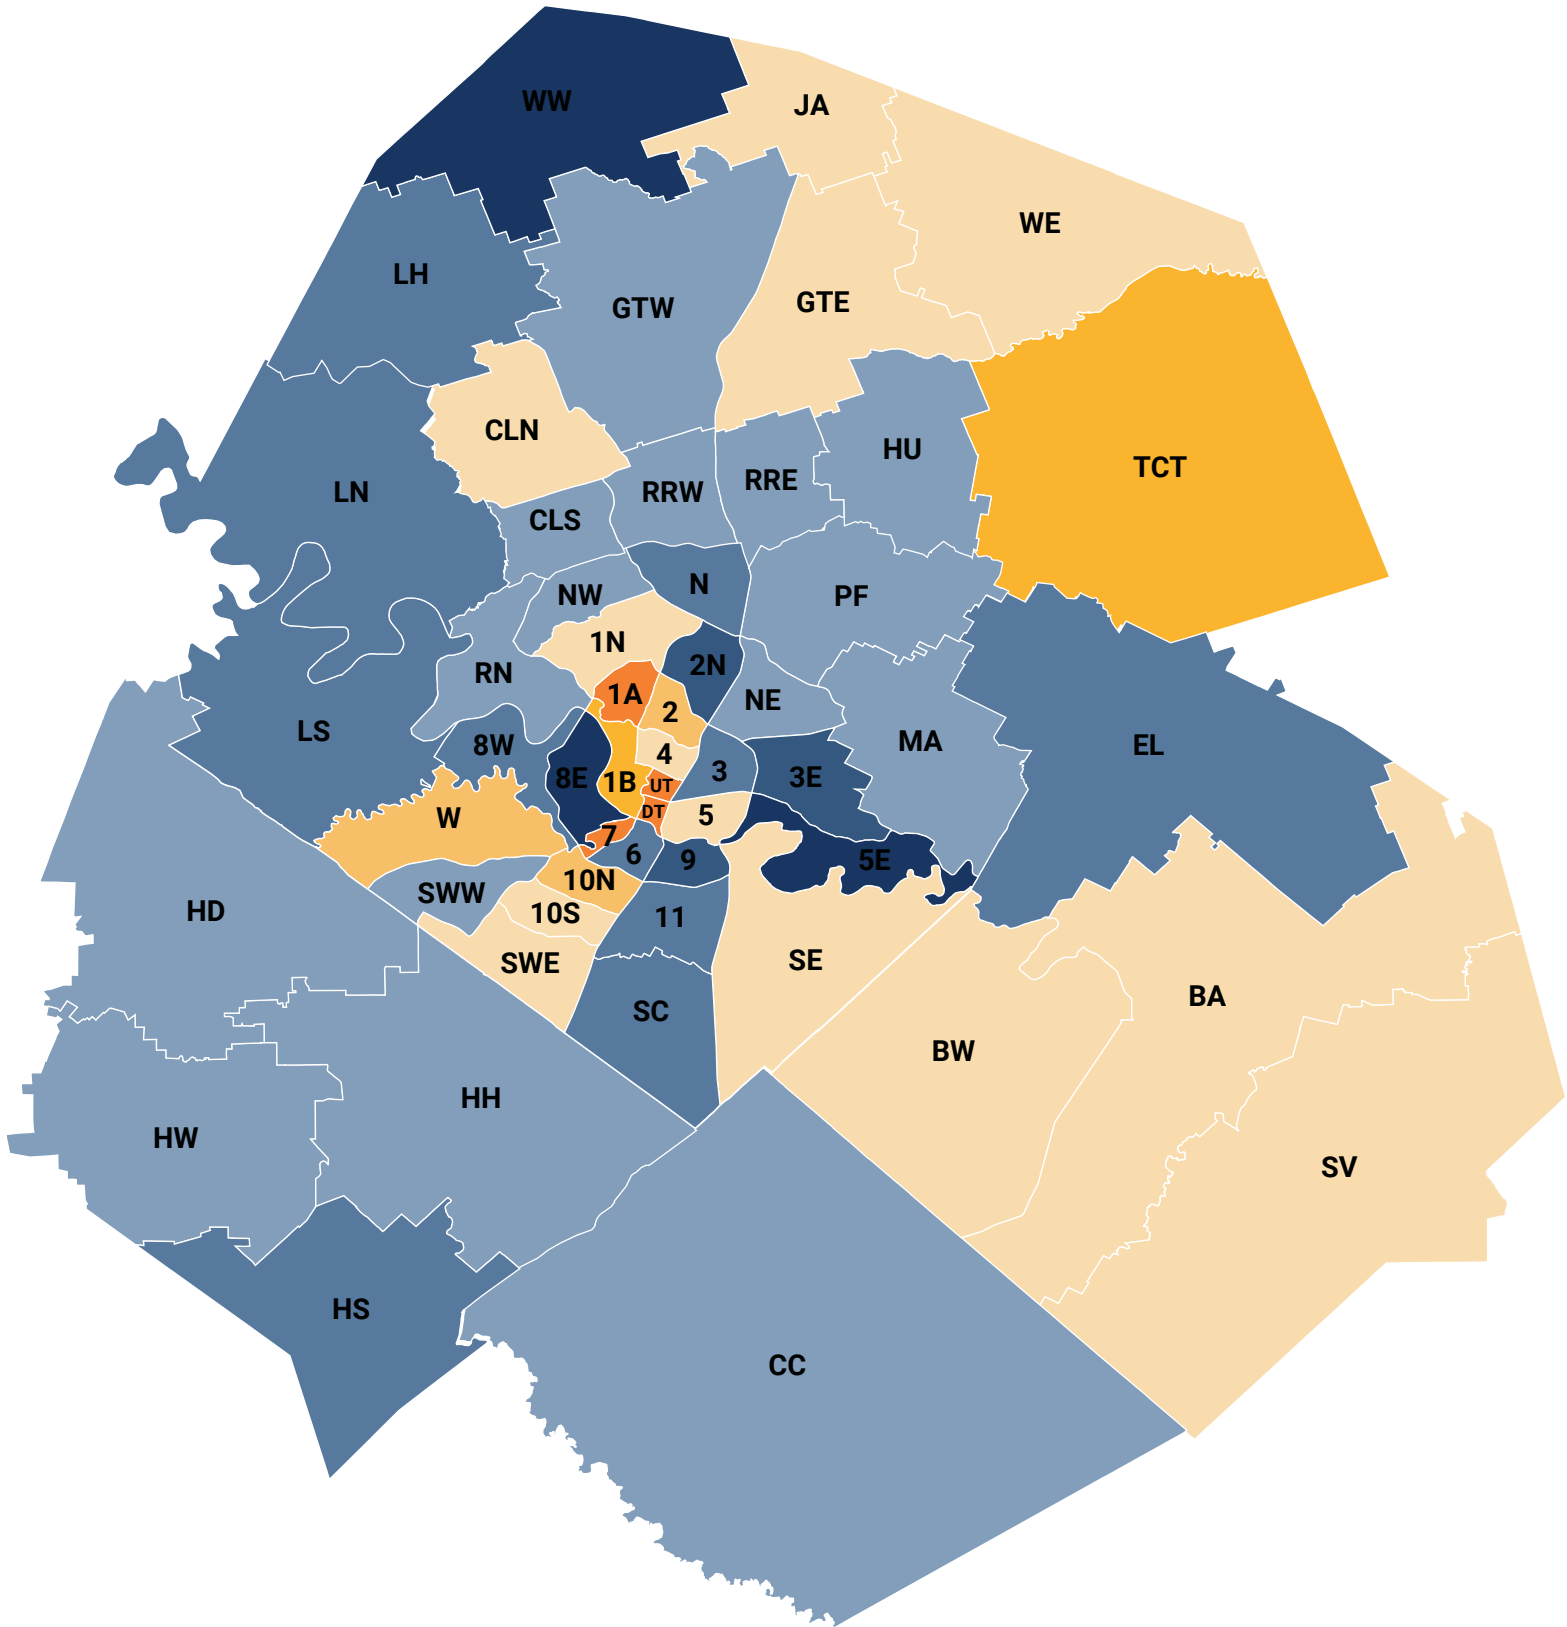 WW
JA
WE
LH
GTW
GTE
CLN
HU
TCT
LN
RRW
RRE
CLS
N
NW
PF
1N
2N
RN
1A
NE
2
LS
8W
MA
EL
4
3
8E
1B
3E
UT
W
DT
5
7
6
9
5E
10N
SWW
HD
10S
11
SWE
SE
BA
SC
BW
HH
HW
SV
HS
CC